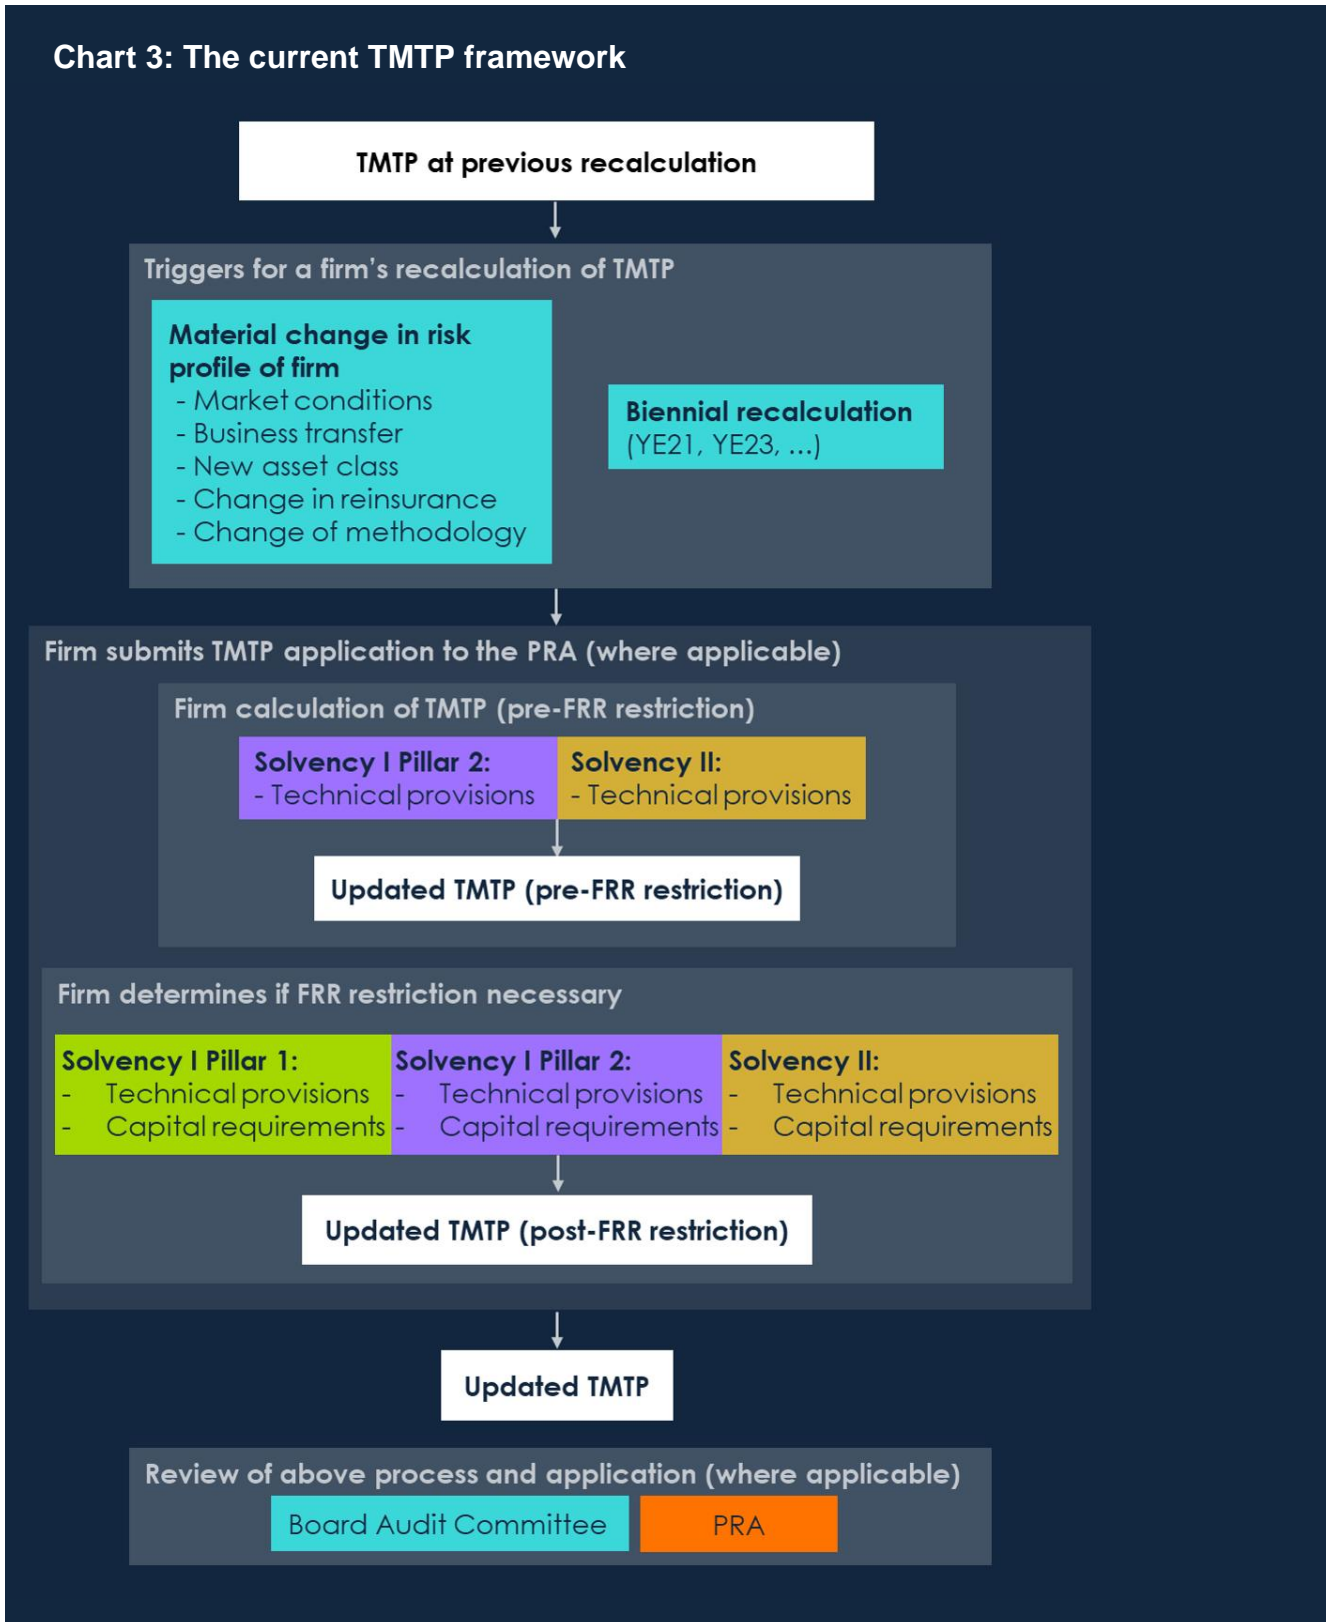 Chart 3: The current TMTP framework
TMTP at previous recalculation
Triggers for a firm's recalculation of TMTP
Material change in risk
profile of firm
- Market conditions
- Business transfer
- New asset class
- Change in reinsurance
- Change of methodology
Biennial recalculation
(YE21, YE23, ...)
Firm submits TMTP application to the PRA (where applicable)
Firm calculation of TMTP (pre-FRR restriction)
Solvency I Pillar 2:
- Technical provisions
Solvency II:
- Technical provisions
Updated TMTP (pre-FRR restriction)
Firm determines if FRR restriction necessary
Solvency I Pillar 1:
- Technical provisions
- Capital requirements
Solvency I Pillar 2:
- Technical provisions
- Capital requirements
Solvency II:
- Technical provisions
- Capital requirements
Updated TMTP (post-FRR restriction)
Updated TMTP
Review of above process and application (where applicable)
Board Audit Committee
PRA